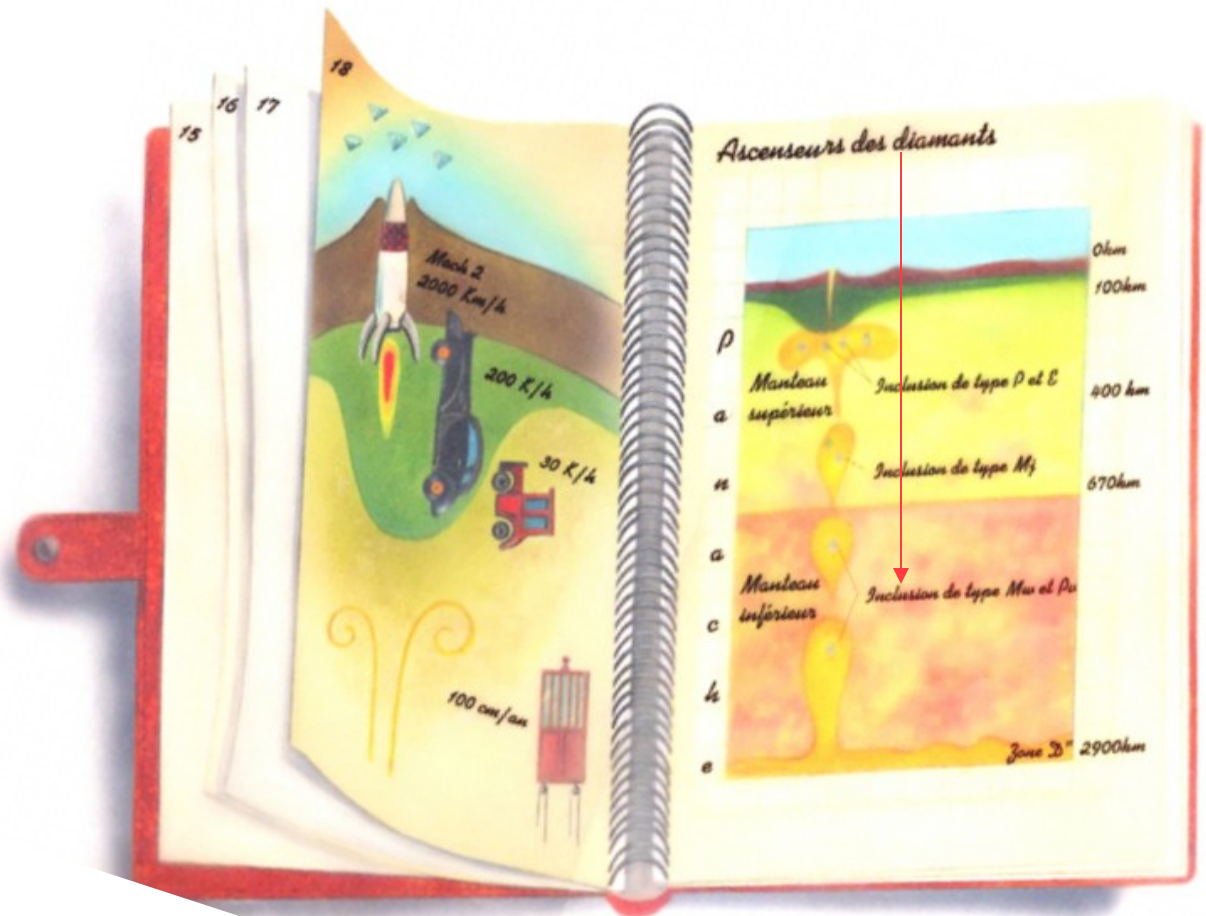 15
16
17
18
Mach 2
2000 Km/h
200 K/h
30 K/h
100 cm/an
Ascenseurs des diamants
0km
100km
Panache
Manteau
supérieur
Inclusion de type P et E
400 km
Inclusion de type Mj
670km
Manteau
inférieur
Inclusion de type Mw et Pv
Zone D"
2900km